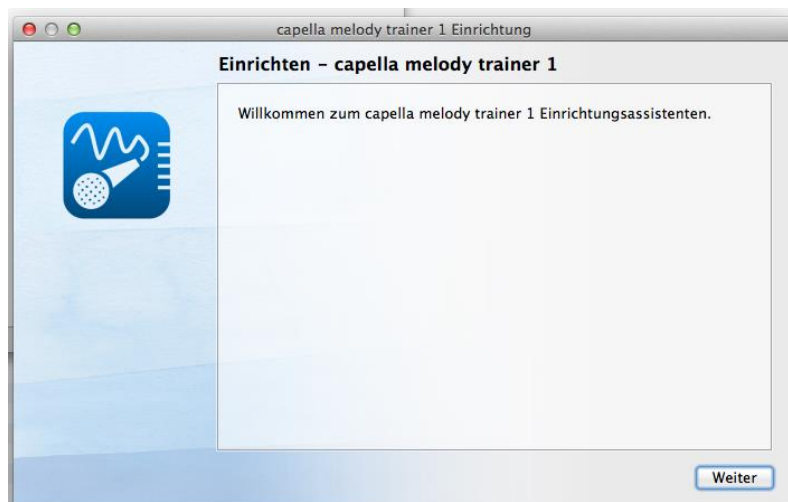 capella melody trainer 1 Einrichtung
Einrichten – capella melody trainer 1
Willkommen zum capella melody trainer 1 Einrichtungsassistenten.
Weiter